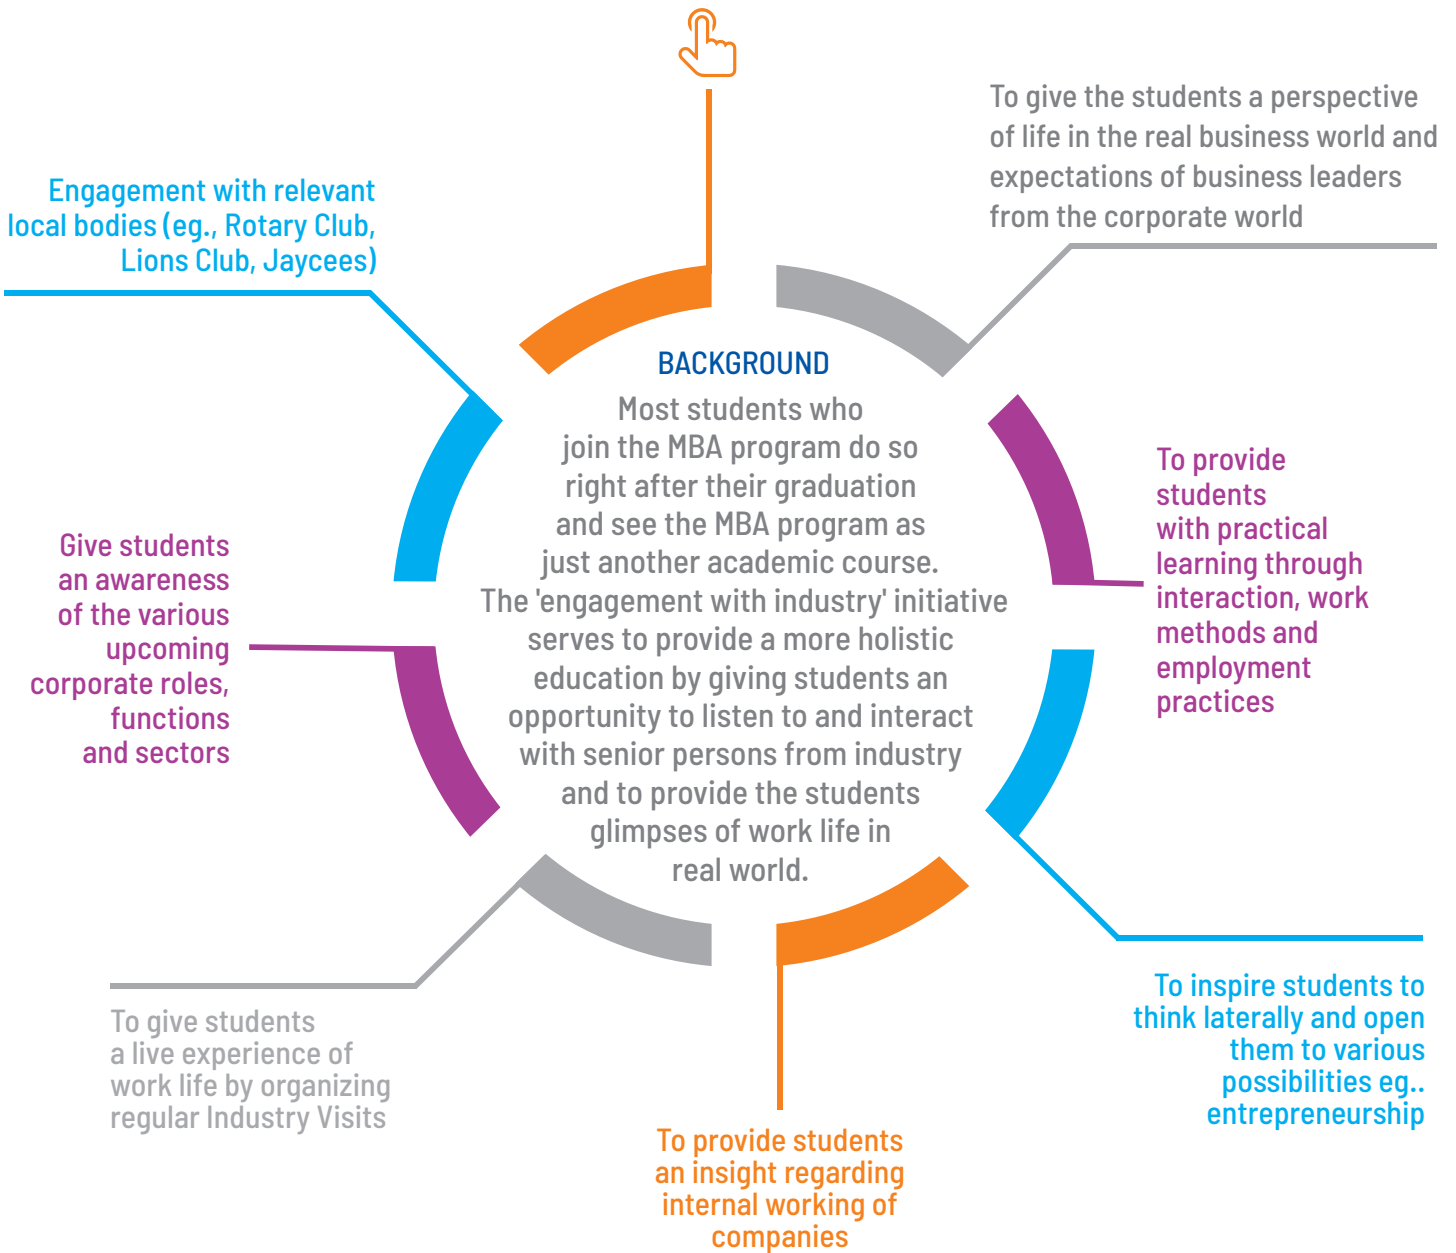 To give the students a perspective
of life in the real business world and
expectations of business leaders
from the corporate world
Engagement with relevant
local bodies (eg., Rotary Club,
Lions Club, Jaycees)
BACKGROUND
Most students who
join the MBA program do so
right after their graduation
and see the MBA program as
just another academic course.
The 'engagement with industry' initiative
serves to provide a more holistic
education by giving students an
opportunity to listen to and interact
with senior persons from industry
and to provide the students
glimpses of work life in
real world.
To provide
students
with practical
learning through
interaction, work
methods and
employment
practices
Give students
an awareness
of the various
upcoming
corporate roles,
functions
and sectors
To inspire students to
think laterally and open
them to various
possibilities eg..
entrepreneurship
To give students
a live experience of
work life by organizing
regular Industry Visits
To provide students
an insight regarding
internal working of
companies